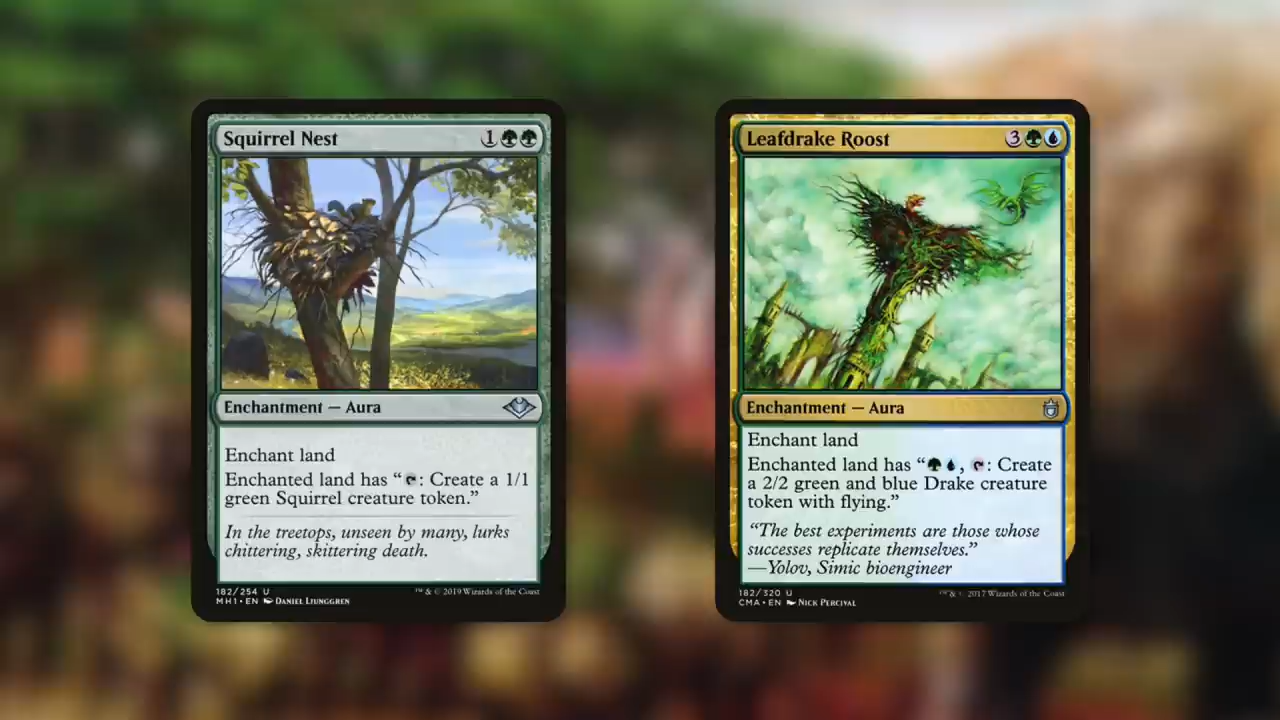 Squirrel Nest 1
Enchantment — Aura
Enchant land
Enchanted land has “ : Create a 1/1
green Squirrel creature token.”
In the treetops, unseen by many, lurks
chittering, skittering death.
182/254 U
MH1 • EN DANIEL LJUNGGREN
™ & © 2019 Wizards of the Coast
Leafdrake Roost 3
Enchantment — Aura
Enchant land
Enchanted land has “ , : Create
a 2/2 green and blue Drake creature
token with flying.”
“The best experiments are those whose
successes replicate themselves.”
—Yolov, Simic bioengineer
182/320 U
CMA • EN NICK PERCIVAL
™ & © 2017 Wizards of the Coast